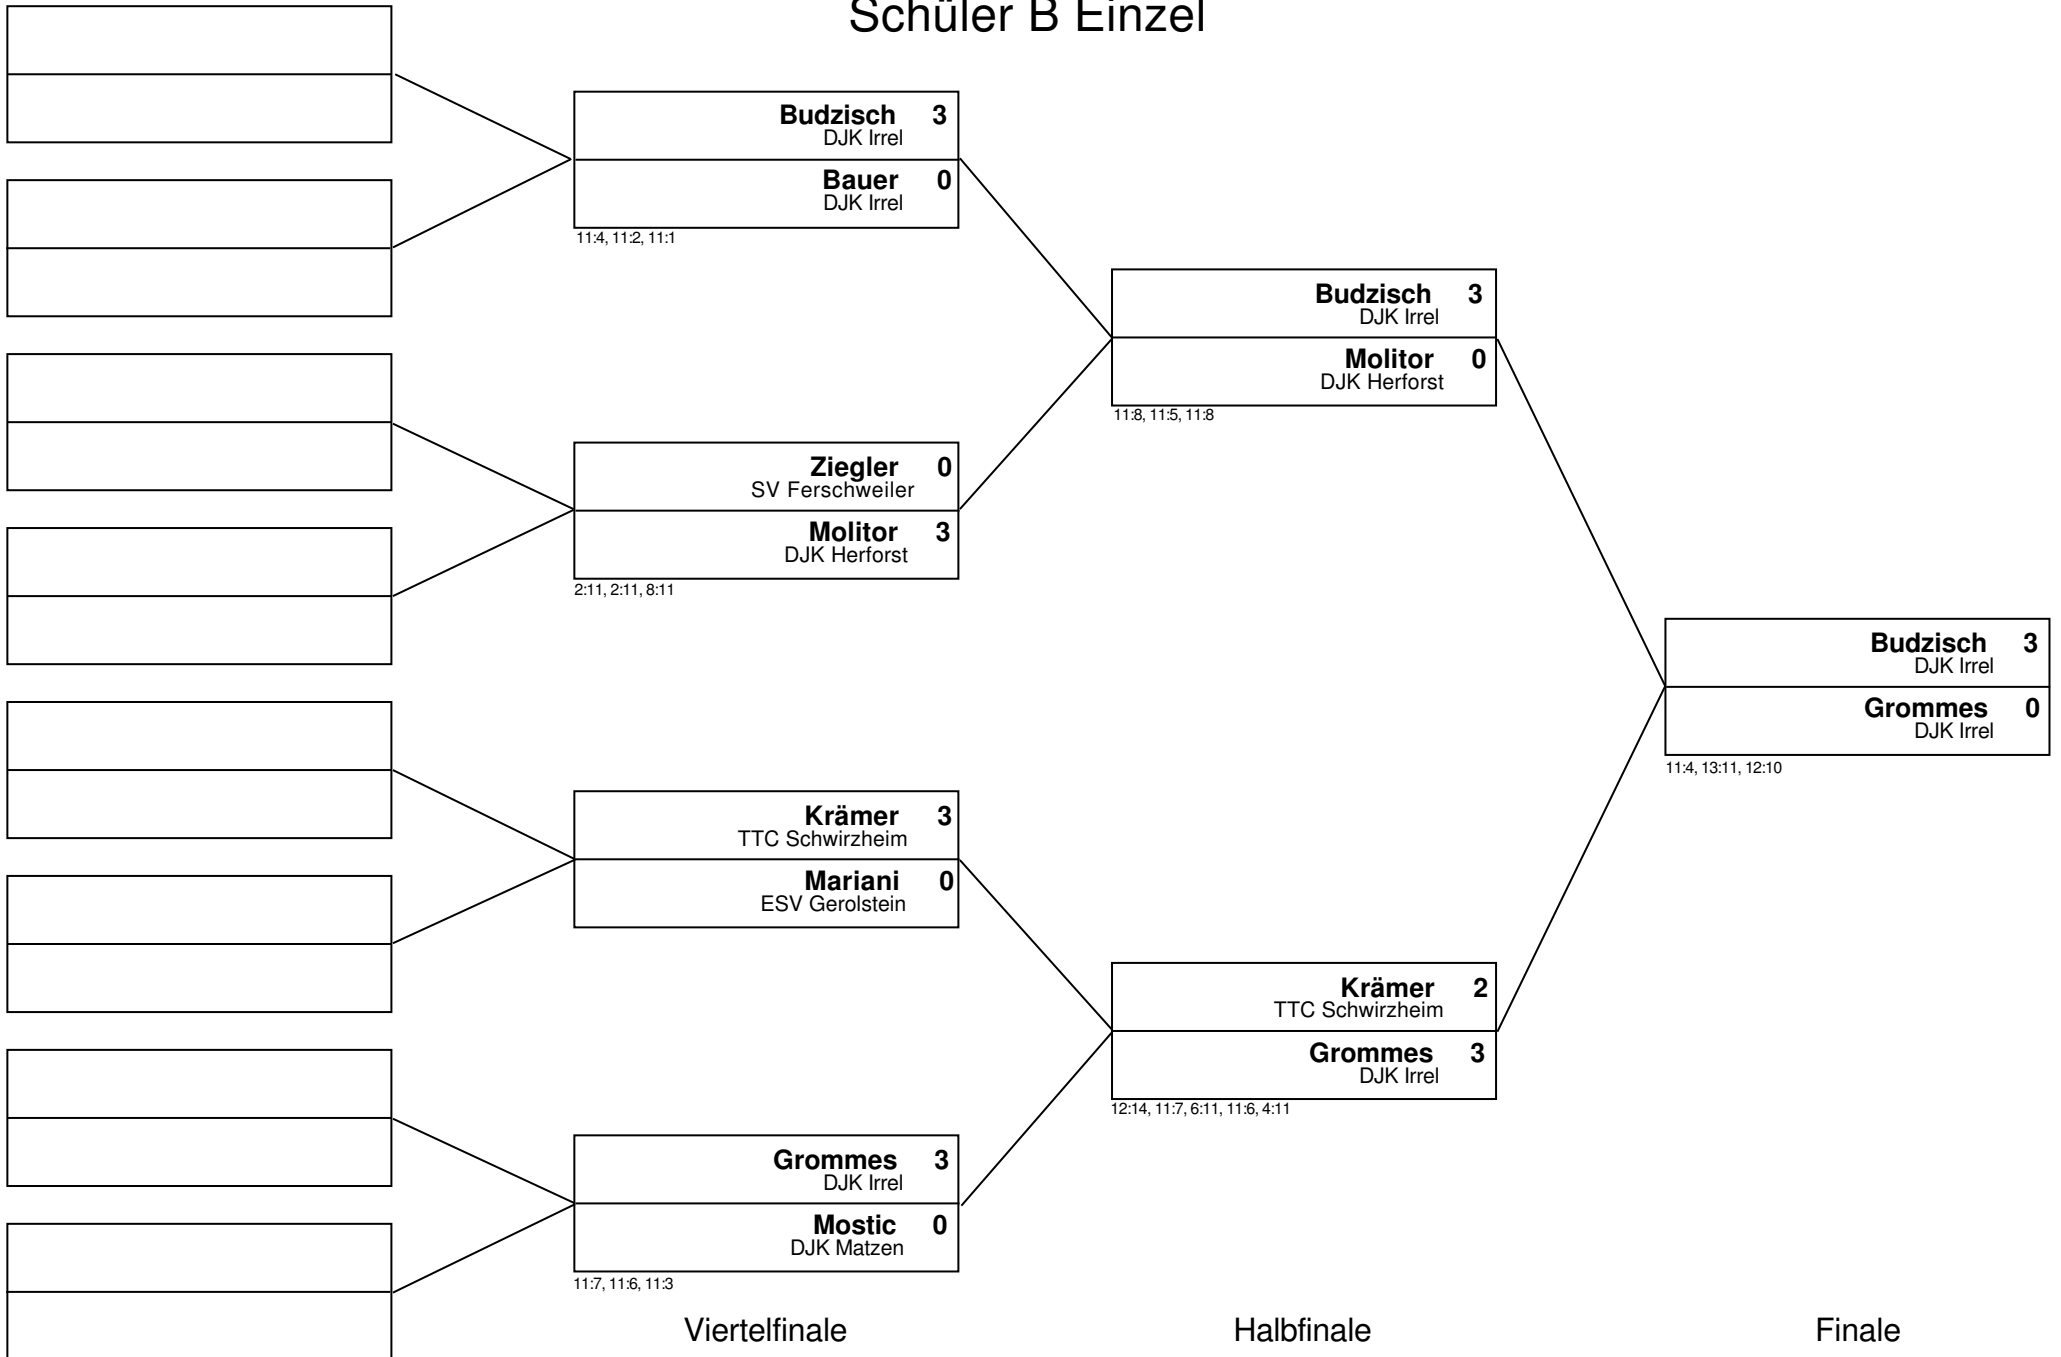 Schüler B Einzel
Budzisch 3
DJK Irrel
Bauer 0
DJK Irrel
11:4, 11:2, 11:1
Ziegler 0
SV Ferschweiler
Molitor 3
DJK Herforst
2:11, 2:11, 8:11
Krämer 3
TTC Schwirzheim
Mariani 0
ESV Gerolstein
Grommes 3
DJK Irrel
Mostic 0
DJK Matzen
11:7, 11:6, 11:3
Viertelfinale
Budzisch 3
DJK Irrel
Molitor 0
DJK Herforst
11:8, 11:5, 11:8
Krämer 2
TTC Schwirzheim
Grommes 3
DJK Irrel
12:14, 11:7, 6:11, 11:6, 4:11
Halbfinale
Budzisch 3
DJK Irrel
Grommes 0
DJK Irrel
11:4, 13:11, 12:10
Finale